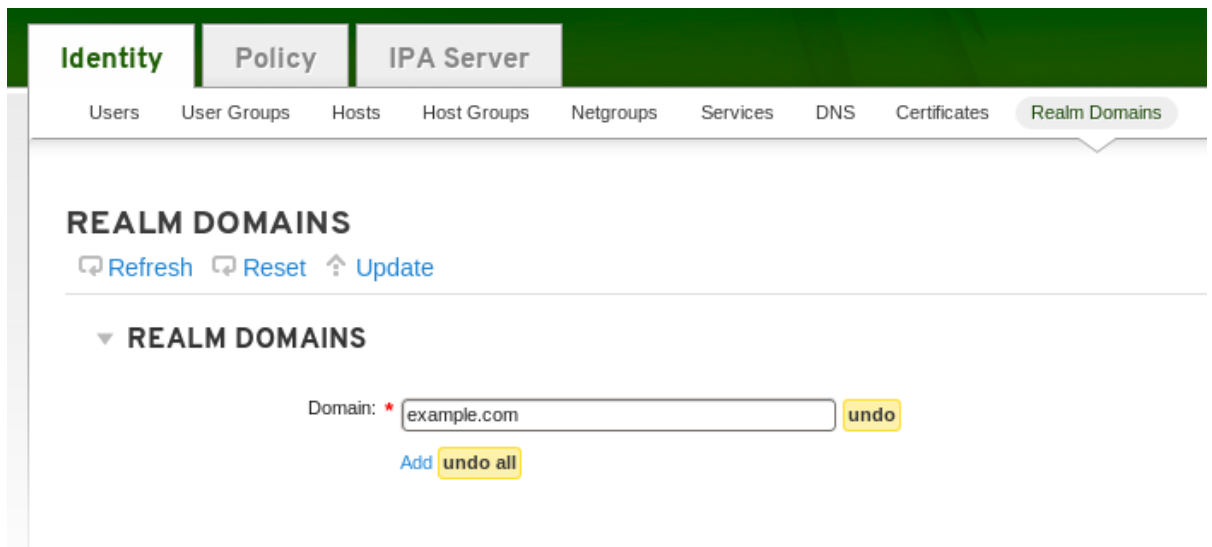 Identity Policy IPA Server
Users User Groups Hosts Host Groups Netgroups Services DNS Certificates Realm Domains
REALM DOMAINS
Refresh Reset Update
REALM DOMAINS
Domain: * example.com undo
Add undo all